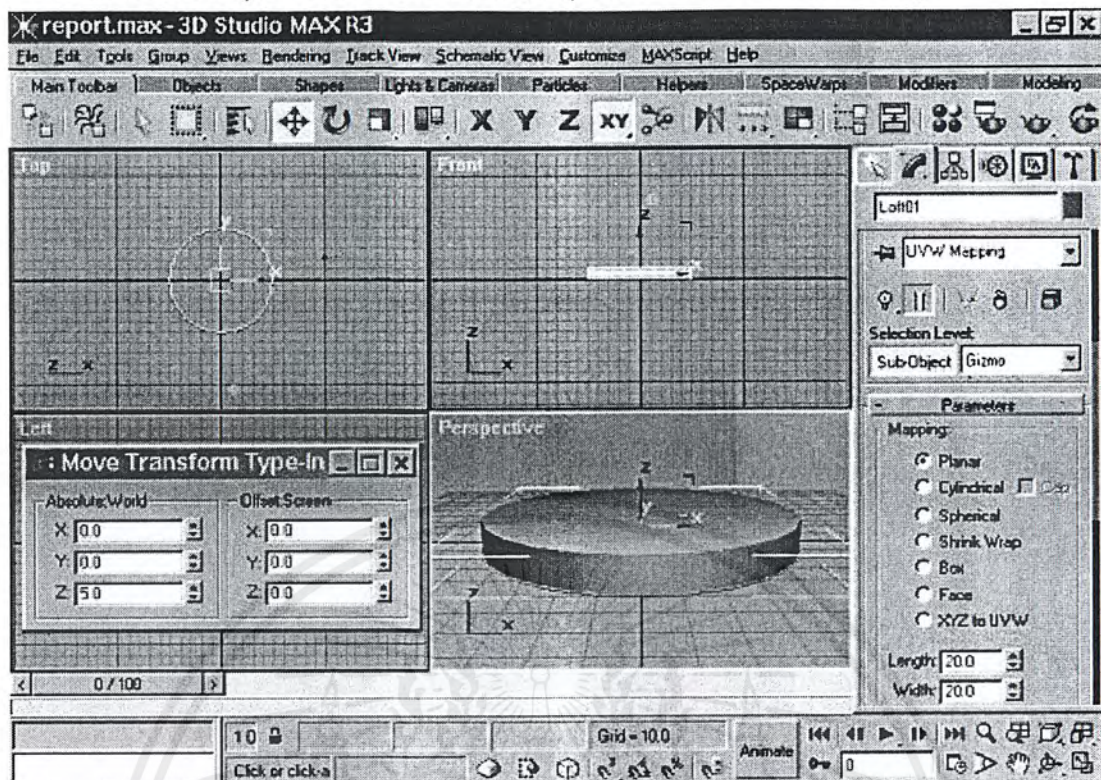 report.max - 3D Studio MAX R3
File Edit Tools Group Views Rendering Track View Schematic View Customize MAXScript Help
Main Toolbar Objects Shapes Lights & Cameras Particles Helpers SpaceWarps Modifiers Modeling
X Y Z XY
Top
y
x
z x
Front
z
x
z
x
Left
Move Transform Type-In
Absolute:World
X: 0.0
Y: 0.0
Z: 5.0
Offset:Screen
X: 0.0
Y: 0.0
Z: 0.0
Perspective
z
y x
z
x
Loft01
UVW Mapping
Selection Level:
Sub-Object Gizmo
Parameters
Mapping:
Planar
Cylindrical Cap
Spherical
Shrink Wrap
Box
Face
XYZ to UVW
Length: 20.0
Width: 20.0
0 / 100
10
Grid = 10.0
Animate
0
Click or click-a